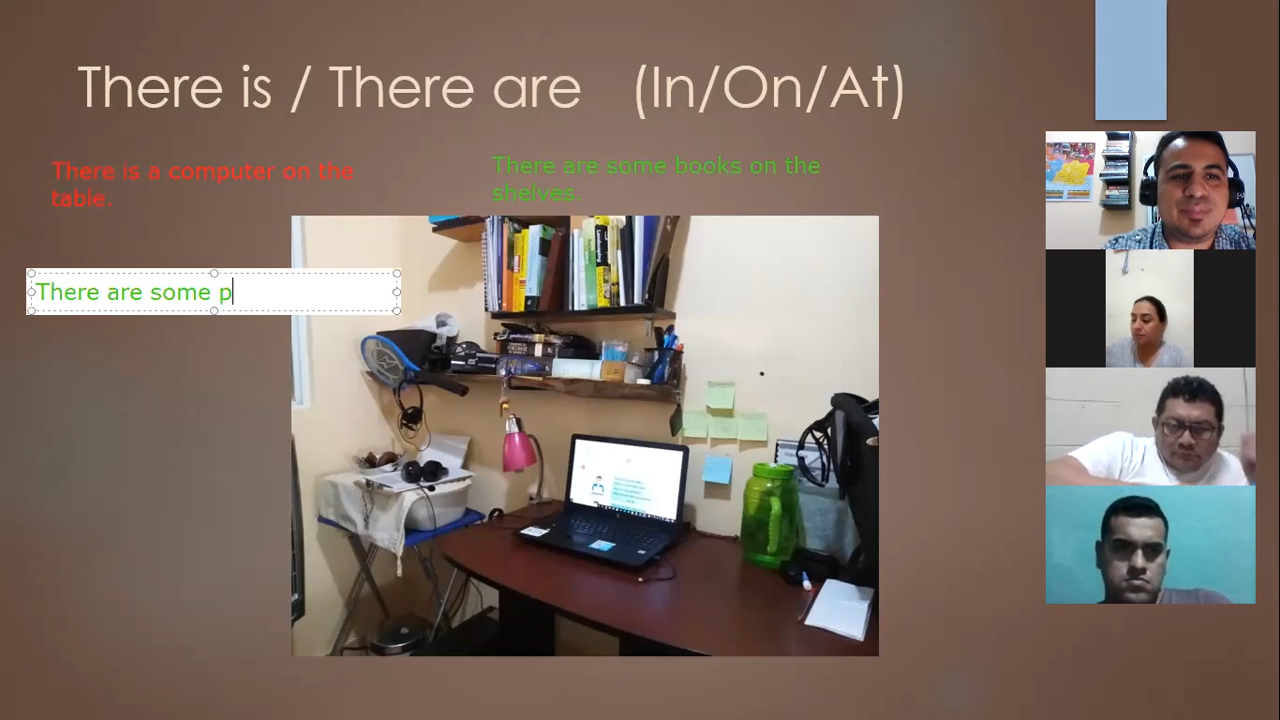 There is / There are (In/On/At)
There is a computer on the
table.
There are some books on the
shelves.
There are some p